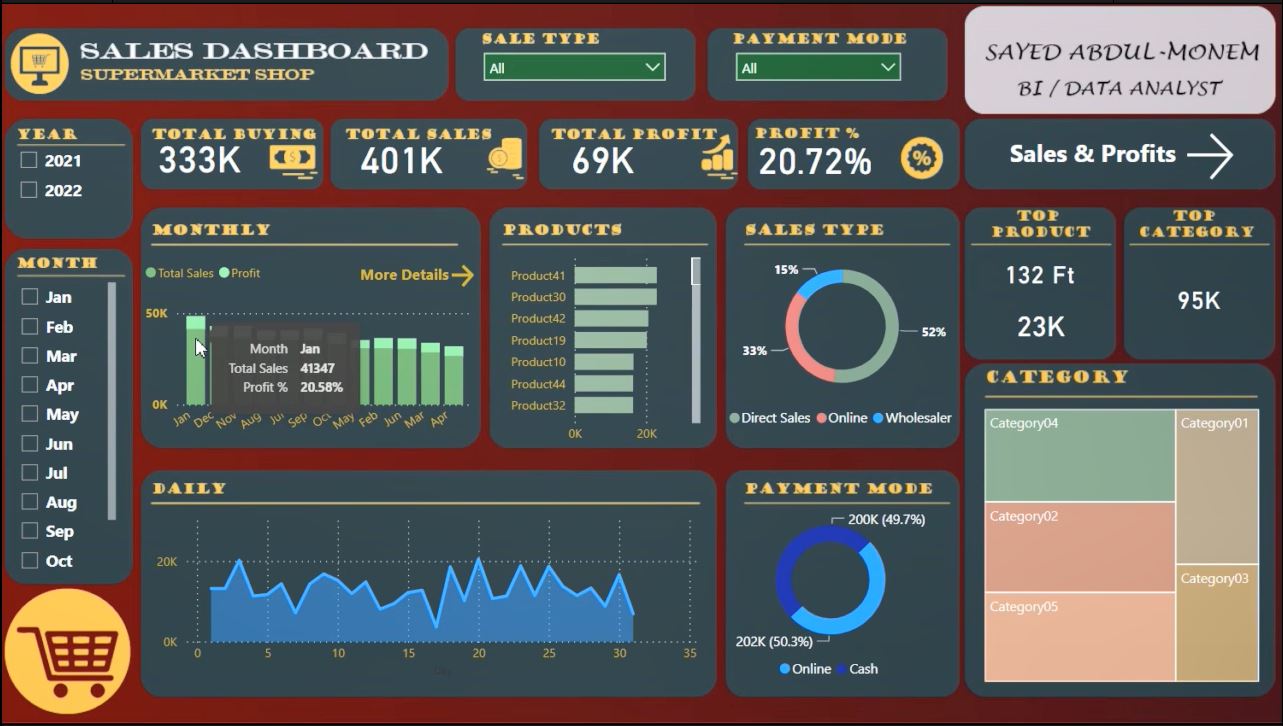 SALES DASHBOARD
SUPERMARKET SHOP
SALE TYPE
All
PAYMENT MODE
All
SAYED ABDUL-MONEM
BI / DATA ANALYST
YEAR
2021
2022
TOTAL BUYING
333K
TOTAL SALES
401K
TOTAL PROFIT
69K
PROFIT %
20.72%
%
Sales & Profits
MONTH
Jan
Feb
Mar
Apr
May
Jun
Jul
Aug
Sep
Oct
MONTHLY
Total Sales Profit
More Details
50K
0K
Month Jan
Total Sales 41347
Profit % 20.58%
Jan Dec Nov Aug Jul Sep Oct May Feb Jun Mar Apr
PRODUCTS
Product41
Product30
Product42
Product19
Product10
Product44
Product32
0K 20K
SALES TYPE
15%
52%
33%
Direct Sales Online Wholesaler
TOP
PRODUCT
132 Ft
23K
TOP
CATEGORY
95K
DAILY
20K
0K
0 5 10 15 20 25 30 35
Day
PAYMENT MODE
200K (49.7%)
202K (50.3%)
Online Cash
CATEGORY
Category04
Category01
Category02
Category03
Category05